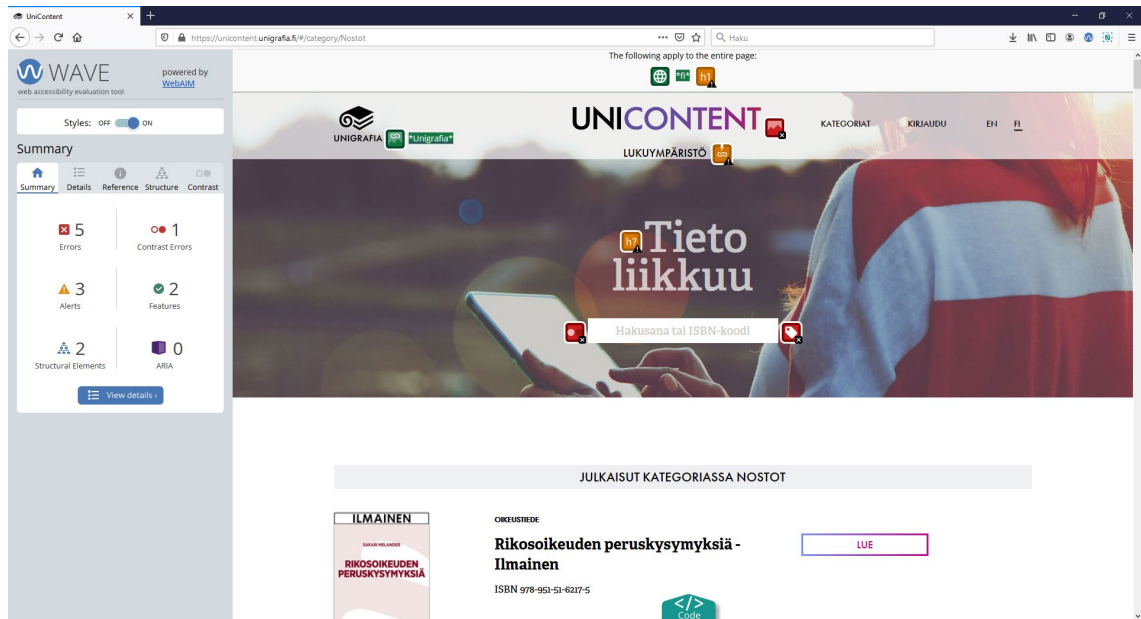 UniContent
https://unicontent.unigrafia.fi/#/category/Nostot
Haku
WAVE
web accessibility evaluation tool
powered by
WebAIM
Styles: OFF ON
Summary
Summary Details Reference Structure Contrast
5 Errors
1 Contrast Errors
3 Alerts
2 Features
2 Structural Elements
0 ARIA
View details ›
The following apply to the entire page:
*fi* h1
UNIGRAFIA *Unigrafia*
UNICONTENT
LUKUYMPÄRISTÖ
KATEGORIAT KIRJAUDU EN FI
h? Tieto
liikkuu
Hakusana tai ISBN-koodi
JULKAISUT KATEGORIASSA NOSTOT
ILMAINEN
SAKARI MELANDER
RIKOSOIKEUDEN
PERUSKYSYMYKSIÄ
OIKEUSTIEDE
Rikosoikeuden peruskysymyksiä -
Ilmainen
ISBN 978-951-51-6217-5
LUE
</>
Code